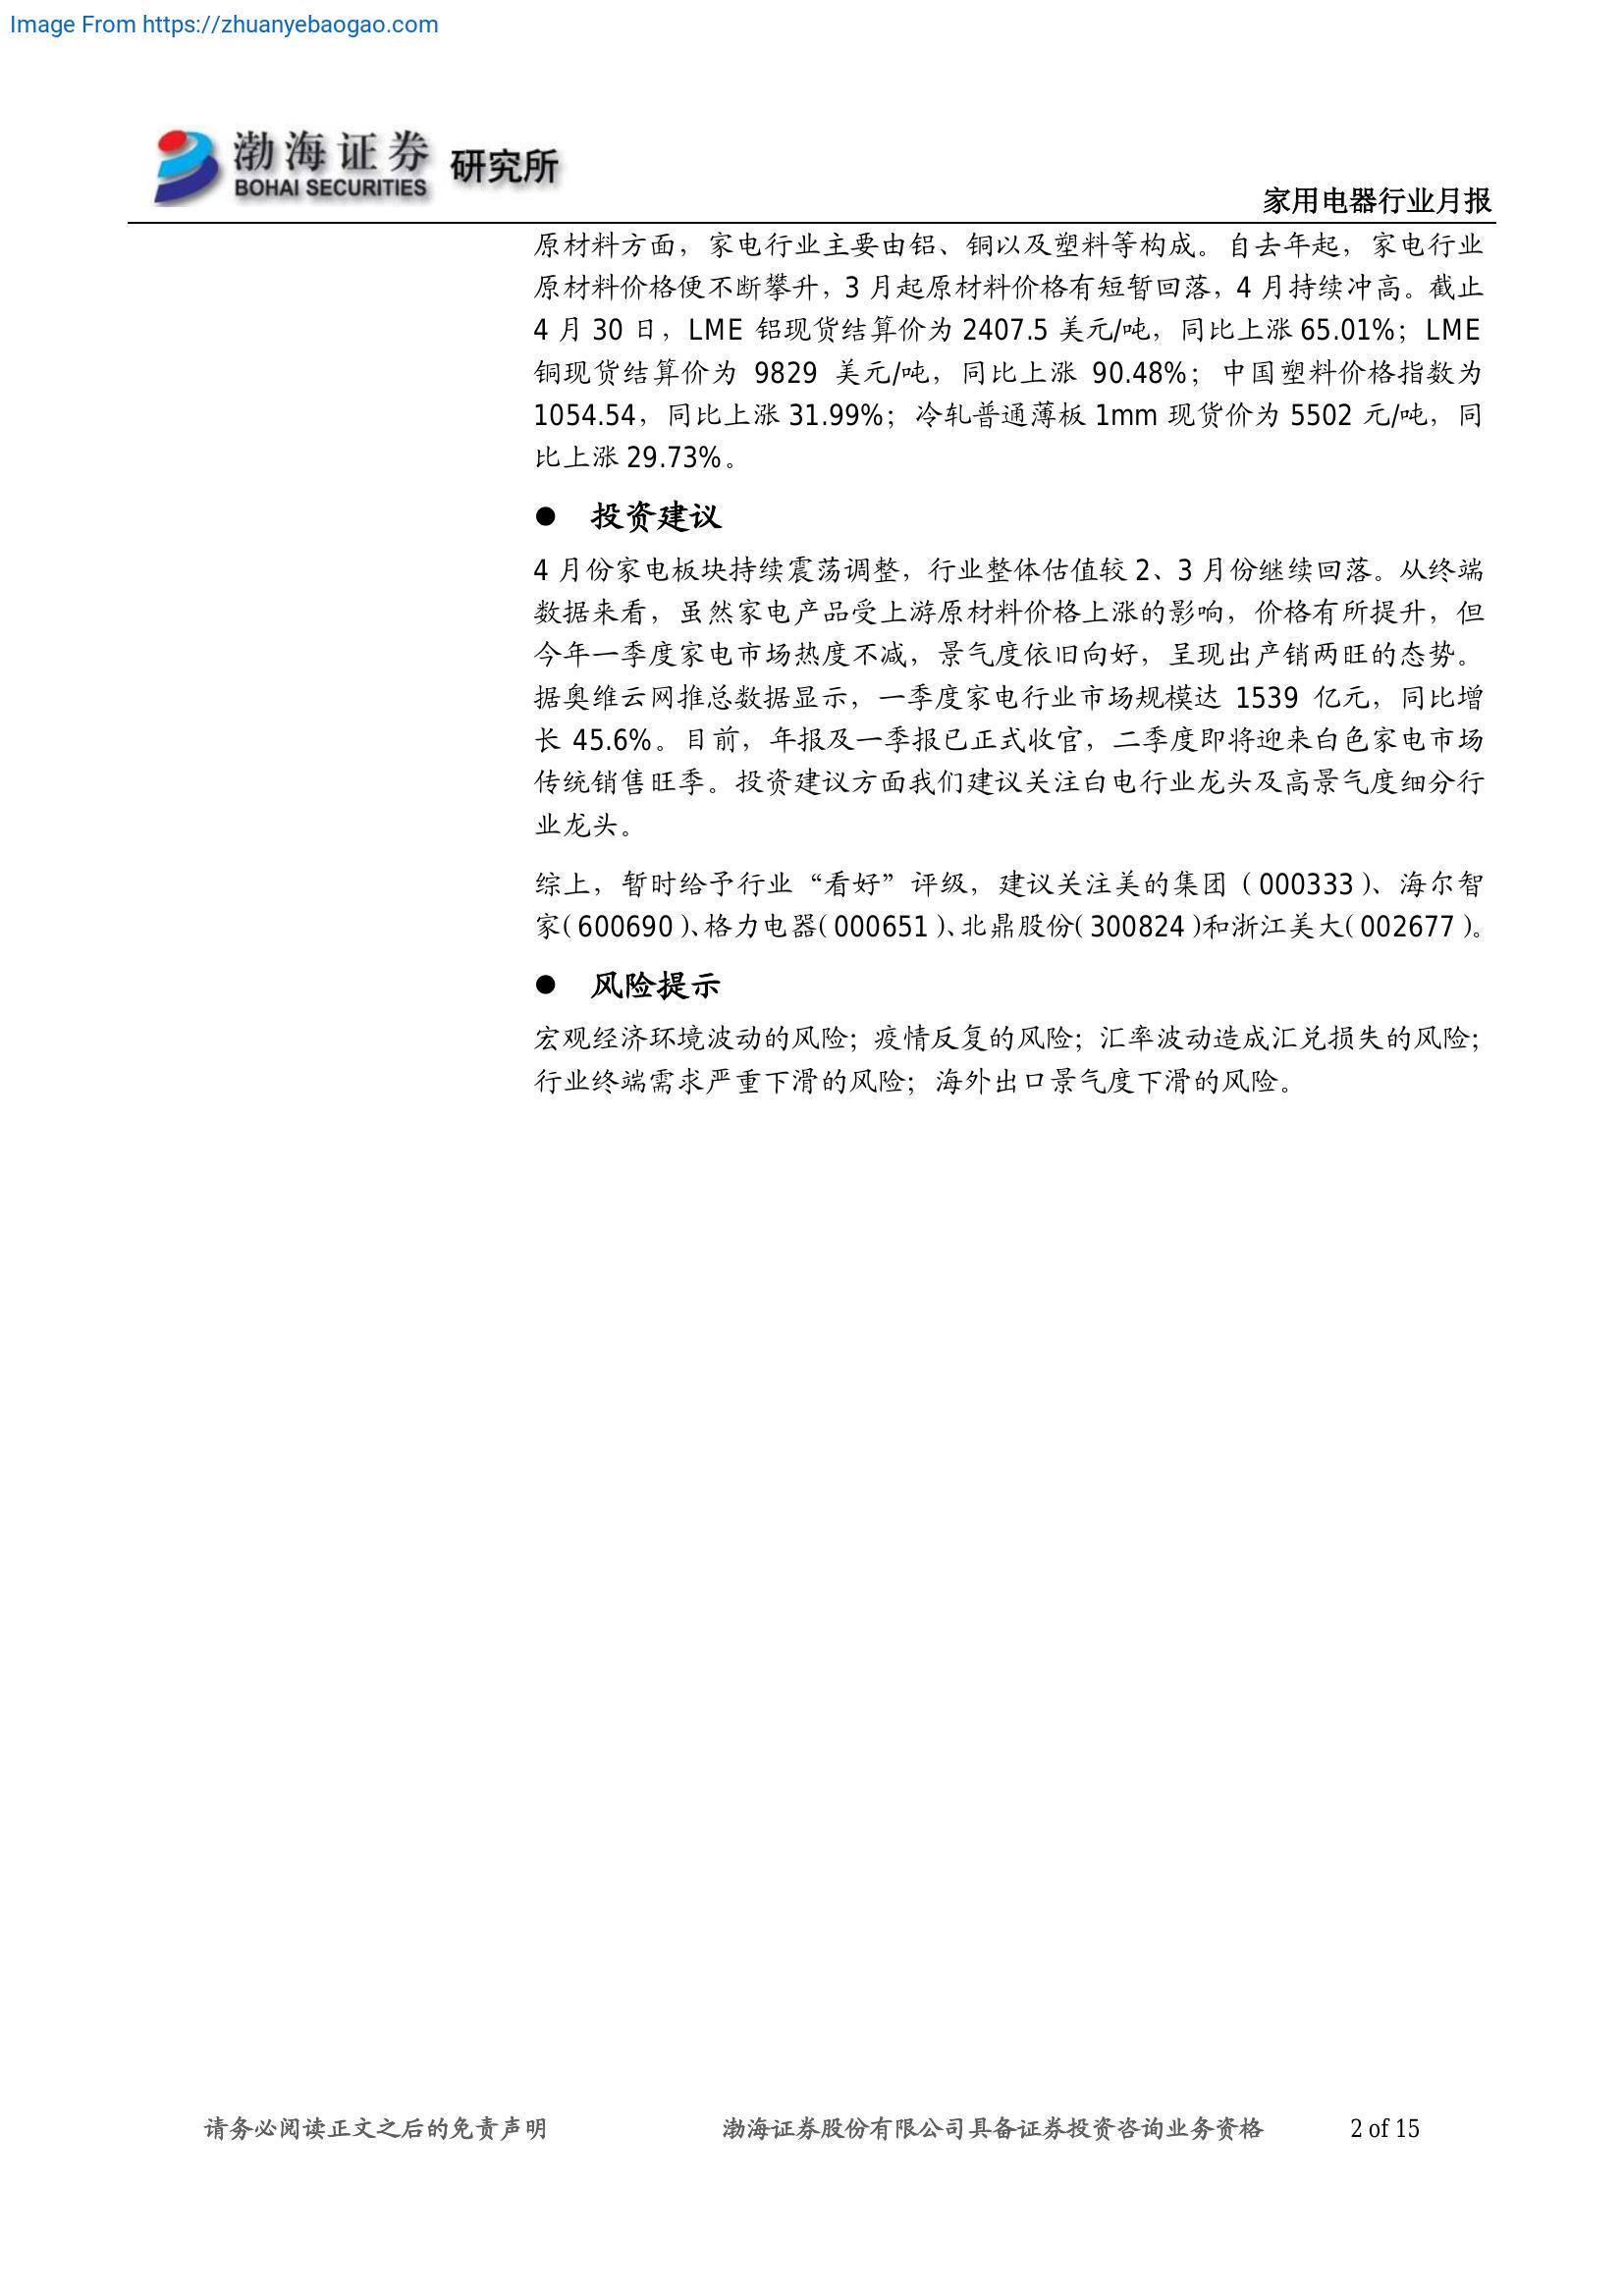 Image From https://zhuanyebaogao.com
渤海证券 研究所
BOHAI SECURITIES
家用电器行业月报
原材料方面，家电行业主要由铝、铜以及塑料等构成。自去年起，家电行业
原材料价格便不断攀升，3 月起原材料价格有短暂回落，4 月持续冲高。截止
4 月 30 日，LME 铝现货结算价为 2407.5 美元/吨，同比上涨 65.01%；LME
铜现货结算价为 9829 美元/吨，同比上涨 90.48%；中国塑料价格指数为
1054.54，同比上涨 31.99%；冷轧普通薄板 1mm 现货价为 5502 元/吨，同
比上涨 29.73%。
● 投资建议
4 月份家电板块持续震荡调整，行业整体估值较 2、3 月份继续回落。从终端
数据来看，虽然家电产品受上游原材料价格上涨的影响，价格有所提升，但
今年一季度家电市场热度不减，景气度依旧向好，呈现出产销两旺的态势。
据奥维云网推总数据显示，一季度家电行业市场规模达 1539 亿元，同比增
长 45.6%。目前，年报及一季报已正式收官，二季度即将迎来白色家电市场
传统销售旺季。投资建议方面我们建议关注白电行业龙头及高景气度细分行
业龙头。
综上，暂时给予行业“看好”评级，建议关注美的集团（000333）、海尔智
家（600690）、格力电器（000651）、北鼎股份（300824）和浙江美大（002677）。
● 风险提示
宏观经济环境波动的风险；疫情反复的风险；汇率波动造成汇兑损失的风险；
行业终端需求严重下滑的风险；海外出口景气度下滑的风险。
请务必阅读正文之后的免责声明 渤海证券股份有限公司具备证券投资咨询业务资格 2 of 15